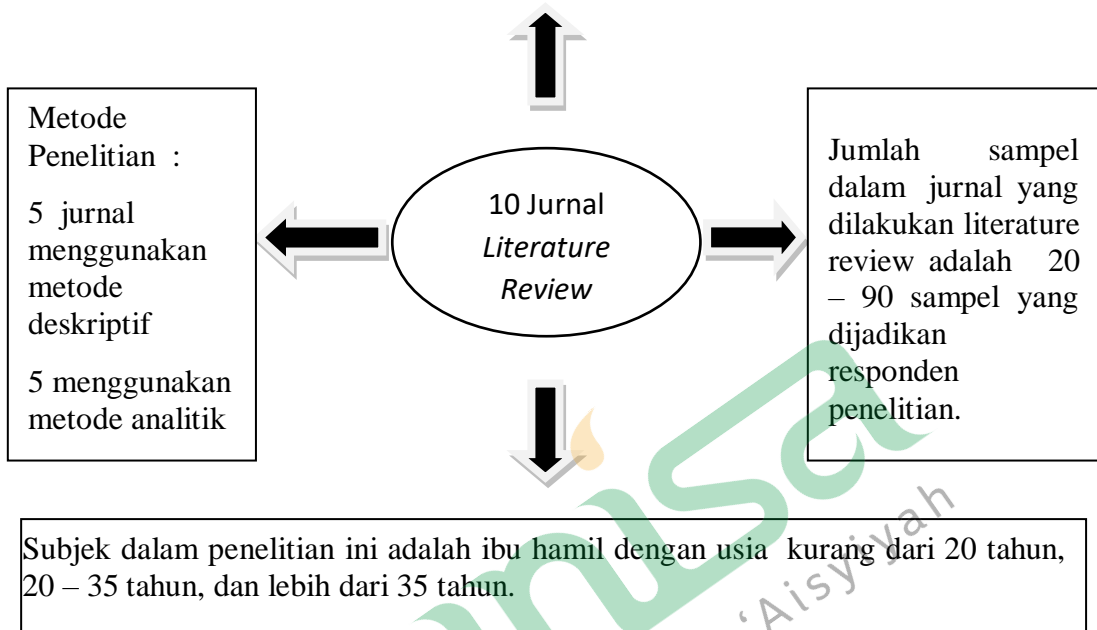 Metode
Penelitian :
5 jurnal
menggunakan
metode
deskriptif
5 menggunakan
metode analitik
10 Jurnal
Literature
Review
Jumlah sampel
dalam jurnal yang
dilakukan literature
review adalah 20
– 90 sampel yang
dijadikan
responden
penelitian.
Subjek dalam penelitian ini adalah ibu hamil dengan usia kurang dari 20 tahun,
20 – 35 tahun, dan lebih dari 35 tahun.
‘Aisyiyah